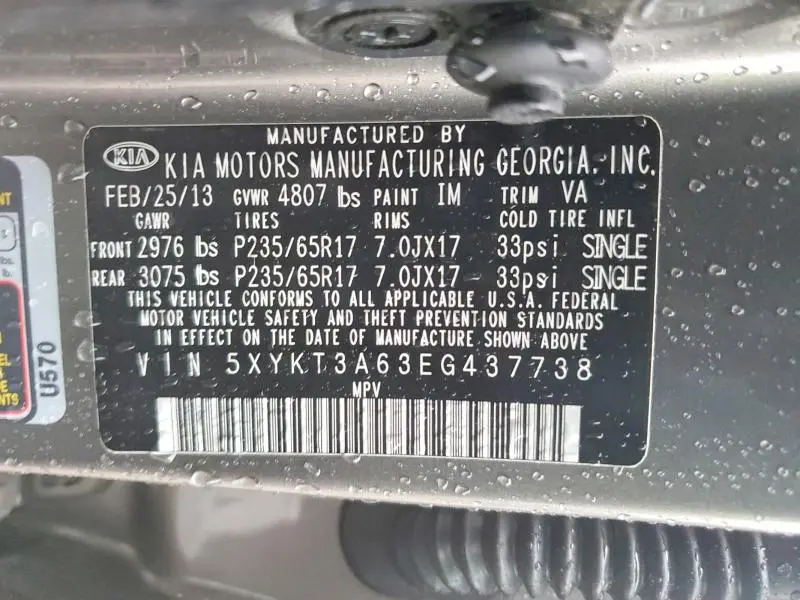 MANUFACTURED BY
KIA KIA MOTORS MANUFACTURING GEORGIA, INC.
FEB/25/13 GVWR 4807 lbs PAINT IM TRIM VA
GAWR TIRES RIMS COLD TIRE INFL
FRONT 2976 lbs P235/65R17 7.0JX17 33psi SINGLE
REAR 3075 lbs P235/65R17 7.0JX17 33psi SINGLE
THIS VEHICLE CONFORMS TO ALL APPLICABLE U.S.A. FEDERAL
MOTOR VEHICLE SAFETY AND THEFT PREVENTION STANDARDS
IN EFFECT ON THE DATE OF MANUFACTURE SHOWN ABOVE
VIN 5XYKT3A63EG437738
MPV
U570